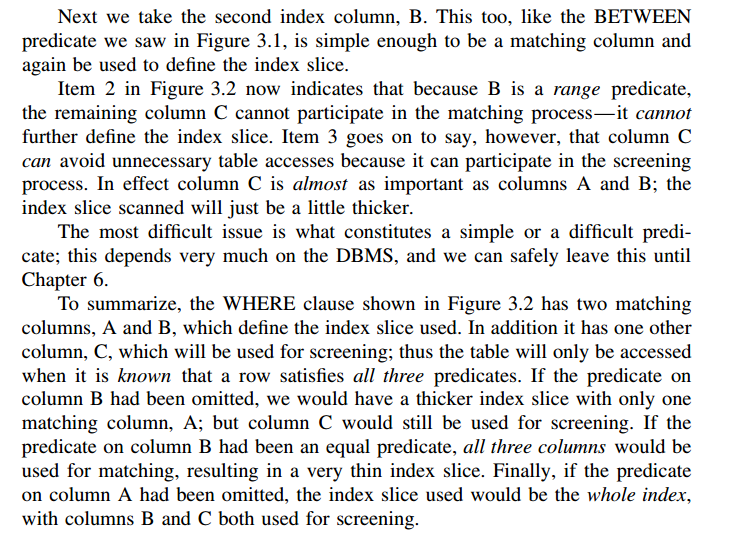 Next we take the second index column, B. This too, like the BETWEEN
predicate we saw in Figure 3.1, is simple enough to be a matching column and
again be used to define the index slice.
Item 2 in Figure 3.2 now indicates that because B is a range predicate,
the remaining column C cannot participate in the matching process—it cannot
further define the index slice. Item 3 goes on to say, however, that column C
can avoid unnecessary table accesses because it can participate in the screening
process. In effect column C is almost as important as columns A and B; the
index slice scanned will just be a little thicker.
The most difficult issue is what constitutes a simple or a difficult predi-
cate; this depends very much on the DBMS, and we can safely leave this until
Chapter 6.
To summarize, the WHERE clause shown in Figure 3.2 has two matching
columns, A and B, which define the index slice used. In addition it has one other
column, C, which will be used for screening; thus the table will only be accessed
when it is known that a row satisfies all three predicates. If the predicate on
column B had been omitted, we would have a thicker index slice with only one
matching column, A; but column C would still be used for screening. If the
predicate on column B had been an equal predicate, all three columns would be
used for matching, resulting in a very thin index slice. Finally, if the predicate
on column A had been omitted, the index slice used would be the whole index,
with columns B and C both used for screening.